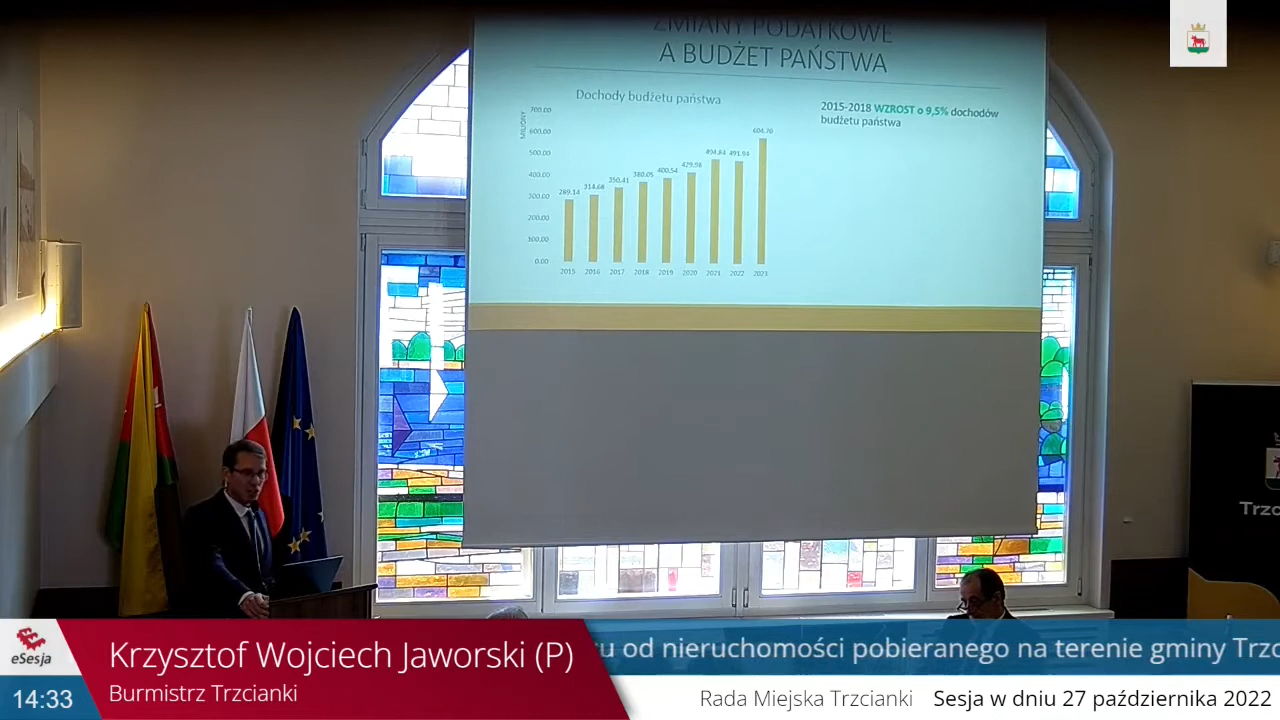 ZMIANY PODATKOWE
A BUDŻET PAŃSTWA
Dochody budżetu państwa
MILIONY
700.00
600.00
500.00
400.00
300.00
200.00
100.00
0.00
289.14
314.68
350.41
380.05
400.54
429.98
494.84
491.94
604.70
2015
2016
2017
2018
2019
2020
2021
2022
2023
2015-2018 WZROST o 9,5% dochodów
budżetu państwa
eSesja
14:33
Krzysztof Wojciech Jaworski (P)
Burmistrz Trzcianki
od nieruchomości pobieranego na terenie gminy
Rada Miejska Trzcianki Sesja w dniu 27 października 2022